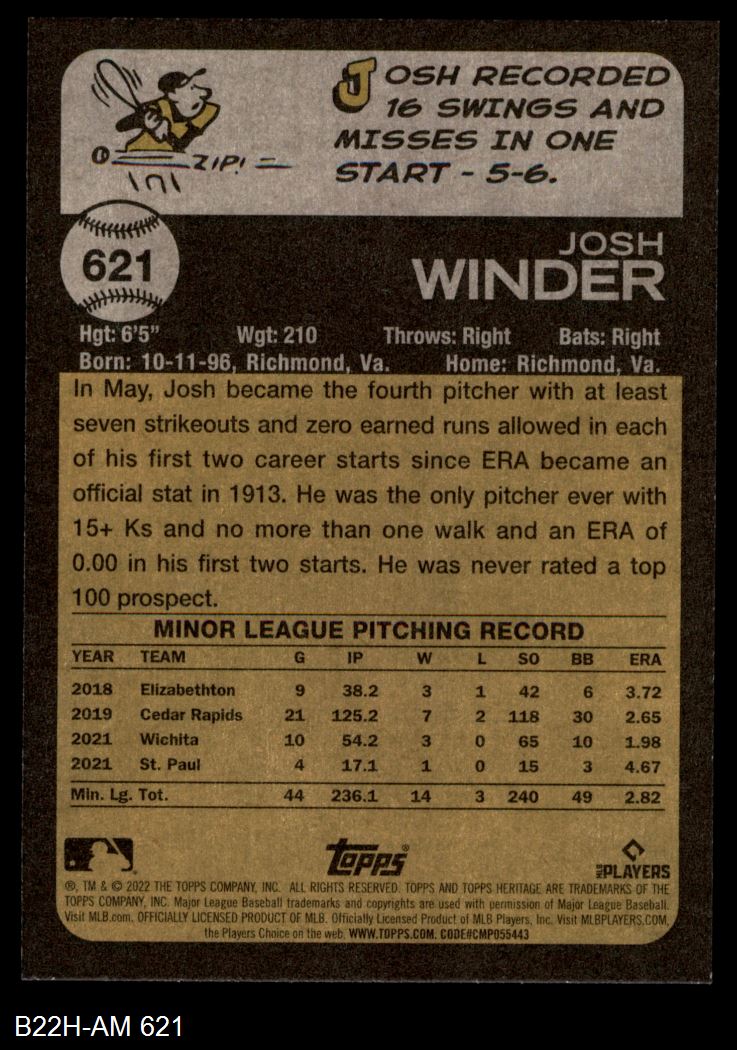 JOSH RECORDED
16 SWINGS AND
MISSES IN ONE
START - 5-6.
ZIP!
621
JOSH
WINDER
Hgt: 6'5" Wgt: 210 Throws: Right Bats: Right
Born: 10-11-96, Richmond, Va. Home: Richmond, Va.
In May, Josh became the fourth pitcher with at least
seven strikeouts and zero earned runs allowed in each
of his first two career starts since ERA became an
official stat in 1913. He was the only pitcher ever with
15+ Ks and no more than one walk and an ERA of
0.00 in his first two starts. He was never rated a top
100 prospect.
MINOR LEAGUE PITCHING RECORD
YEAR TEAM G IP W L SO BB ERA
2018 Elizabethton 9 38.2 3 1 42 6 3.72
2019 Cedar Rapids 21 125.2 7 2 118 30 2.65
2021 Wichita 10 54.2 3 0 65 10 1.98
2021 St. Paul 4 17.1 1 0 15 3 4.67
Min. Lg. Tot. 44 236.1 14 3 240 49 2.82
Topps®
MLB PLAYERS
®, TM & © 2022 THE TOPPS COMPANY, INC. ALL RIGHTS RESERVED. TOPPS AND TOPPS HERITAGE ARE TRADEMARKS OF THE
TOPPS COMPANY, INC. Major League Baseball trademarks and copyrights are used with permission of Major League Baseball.
Visit MLB.com. OFFICIALLY LICENSED PRODUCT OF MLB. Officially Licensed Product of MLB Players, Inc. Visit MLBPLAYERS.COM,
the Players Choice on the web. WWW.TOPPS.COM. CODE#CMP055443
B22H-AM 621